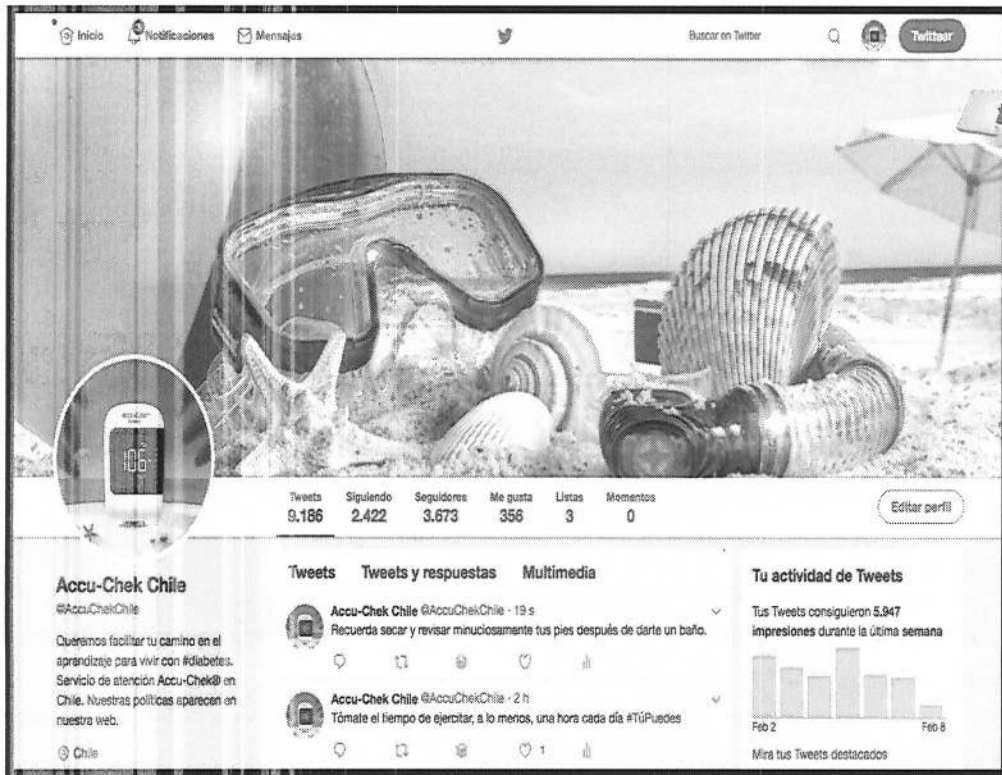 Inicio Notificaciones Mensajes Buscar en Twitter Twittear
106
Tweets Siguiendo Seguidores Me gusta Listas Momentos
9.186 2.422 3.673 356 3 0
Editar perfil
Accu-Chek Chile
@AccuChekChile
Queremos facilitar tu camino en el
aprendizaje para vivir con #diabetes.
Servicio de atención Accu-Chek® en
Chile. Nuestras políticas aparecen en
nuestra web.
Chile
Tweets Tweets y respuestas Multimedia
Accu-Chek Chile @AccuChekChile · 19 s
Recuerda secar y revisar minuciosamente tus pies después de darte un baño.
Accu-Chek Chile @AccuChekChile · 2 h
Tómate el tiempo de ejercitar, a lo menos, una hora cada día #TúPuedes
1
Tu actividad de Tweets
Tus Tweets consiguieron 5.947
impresiones durante la última semana
Feb 2 Feb 8
Mira tus Tweets destacados